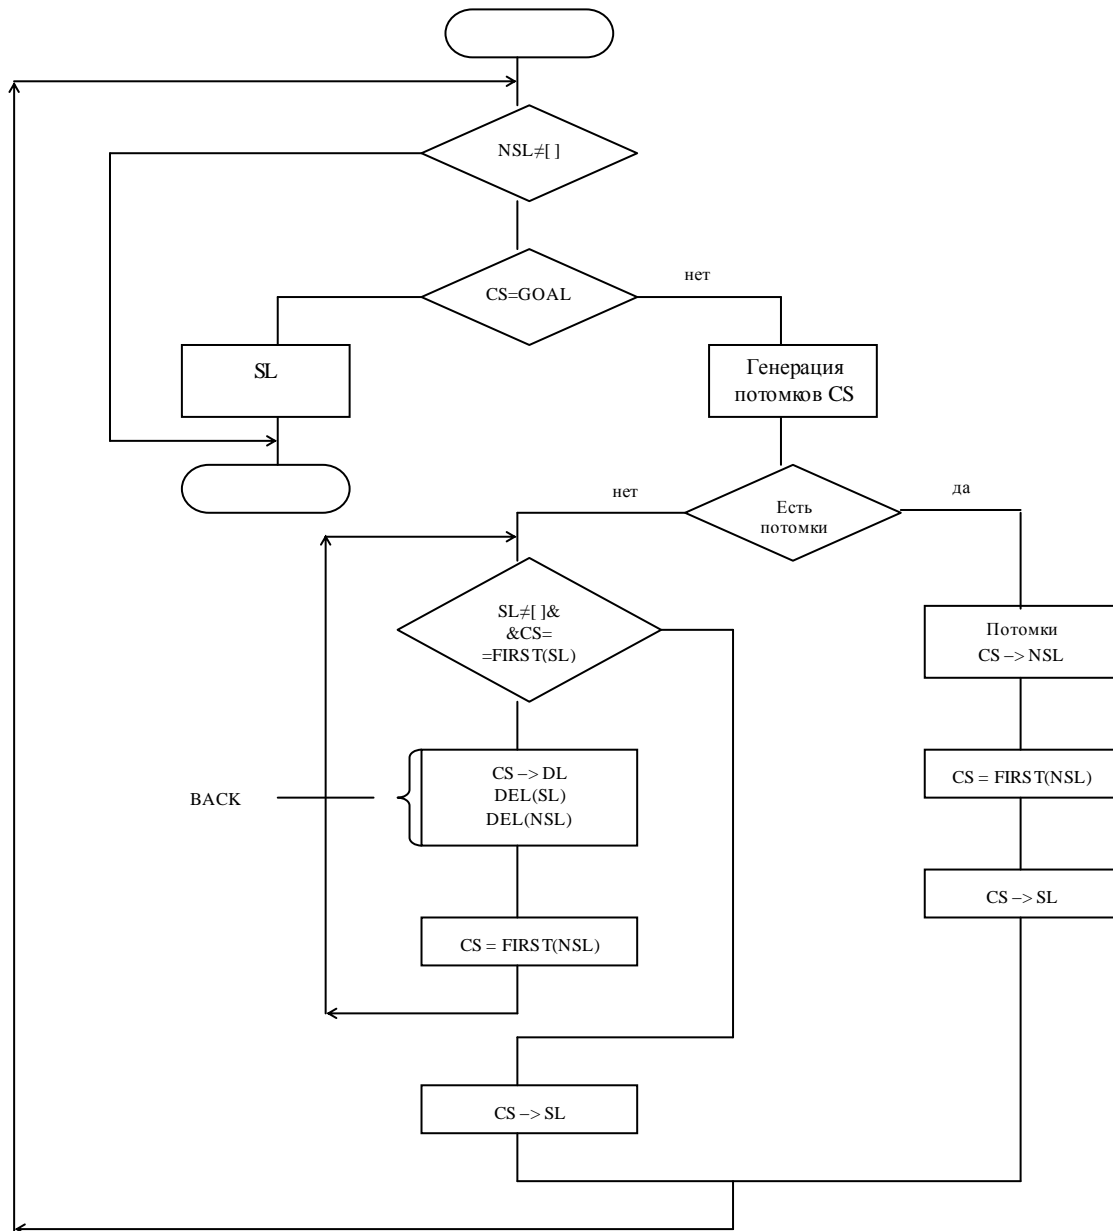 NSL≠[ ]
CS=GOAL
нет
SL
Генерация
потомков CS
нет
Есть
потомки
да
SL≠[ ]&
&CS=
=FIRST(SL)
Потомки
CS –> NSL
BACK
CS –> DL
DEL(SL)
DEL(NSL)
CS = FIRST(NSL)
CS = FIRST(NSL)
CS –> SL
CS –> SL